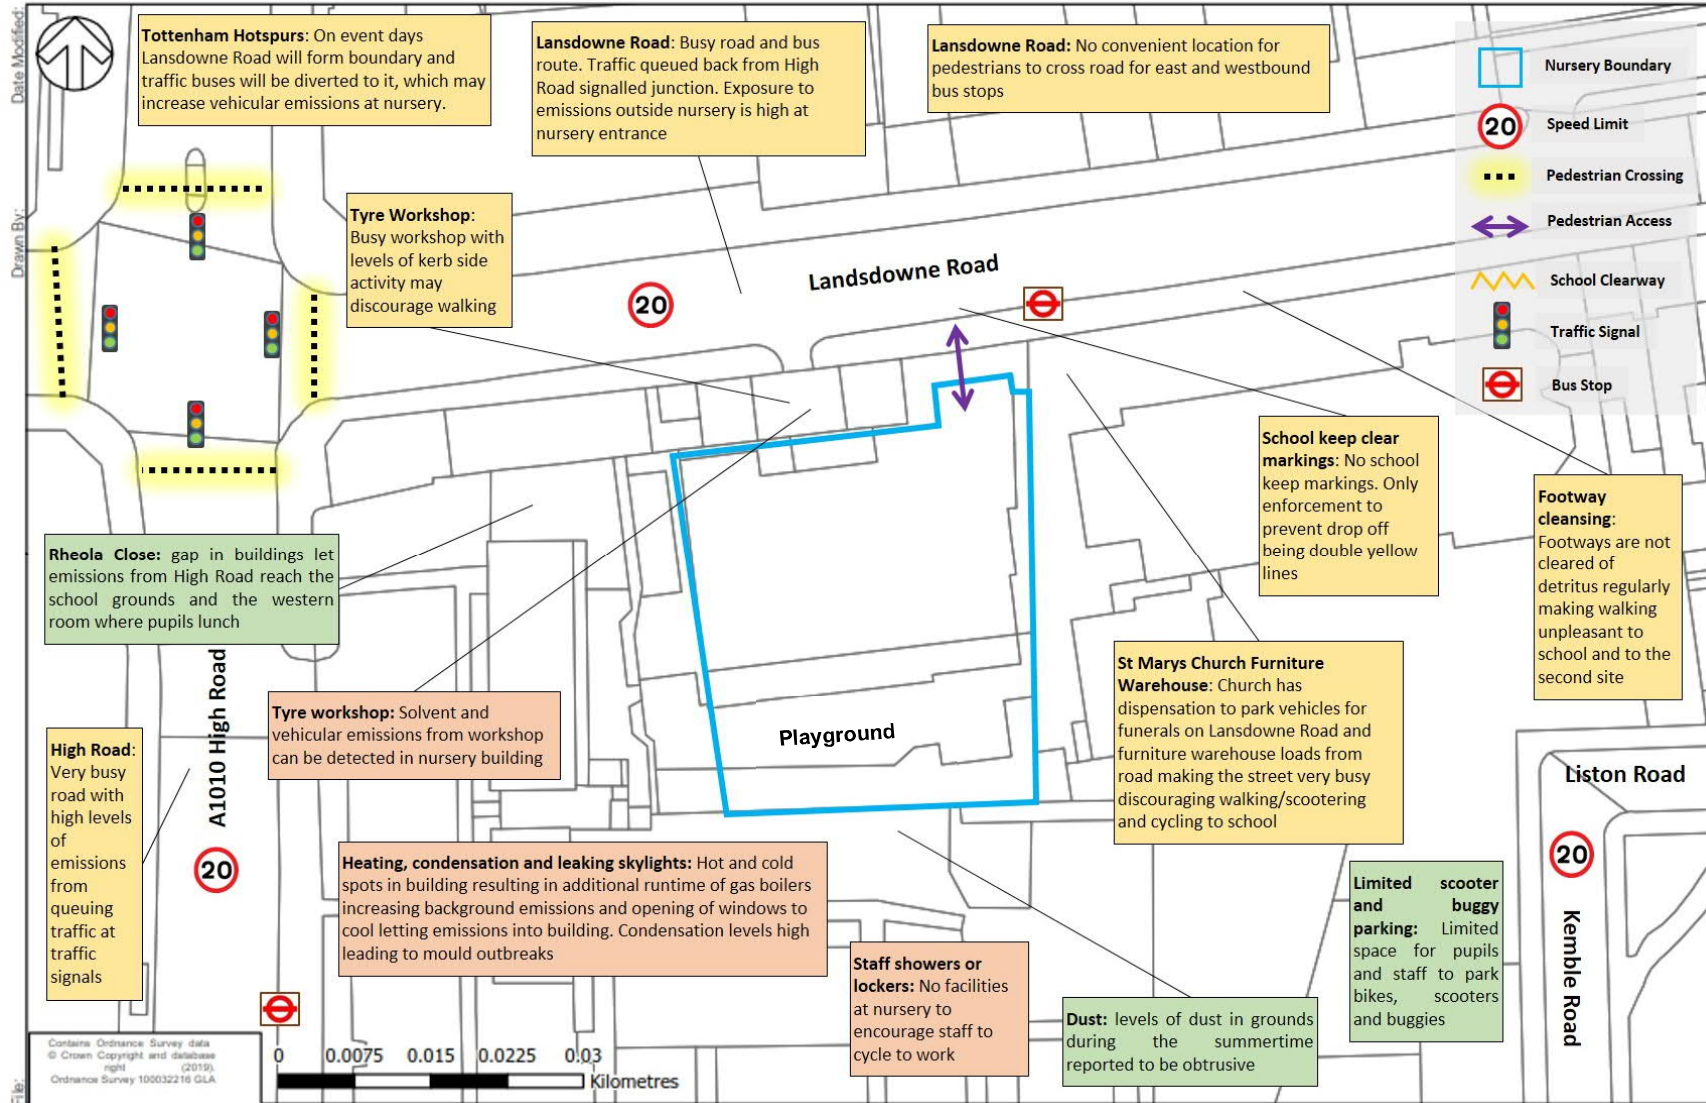 Date Modified:
Drawn By:
File:
Tottenham Hotspurs: On event days
Lansdowne Road will form boundary and
traffic buses will be diverted to it, which may
increase vehicular emissions at nursery.
Lansdowne Road: Busy road and bus
route. Traffic queued back from High
Road signalled junction. Exposure to
emissions outside nursery is high at
nursery entrance
Lansdowne Road: No convenient location for
pedestrians to cross road for east and westbound
bus stops
Nursery Boundary
20
Speed Limit
Pedestrian Crossing
Pedestrian Access
School Clearway
Traffic Signal
Bus Stop
Tyre Workshop:
Busy workshop with
levels of kerb side
activity may
discourage walking
20
Landsdowne Road
School keep clear
markings: No school
keep markings. Only
enforcement to
prevent drop off
being double yellow
lines
Footway
cleansing:
Footways are not
cleared of
detritus regularly
making walking
unpleasant to
school and to the
second site
Rheola Close: gap in buildings let
emissions from High Road reach the
school grounds and the western
room where pupils lunch
A1010 High Road
Tyre workshop: Solvent and
vehicular emissions from workshop
can be detected in nursery building
Playground
St Marys Church Furniture
Warehouse: Church has
dispensation to park vehicles for
funerals on Lansdowne Road and
furniture warehouse loads from
road making the street very busy
discouraging walking/scootering
and cycling to school
High Road:
Very busy
road with
high levels
of
emissions
from
queuing
traffic at
traffic
signals
20
Liston Road
20
Kemble Road
Heating, condensation and leaking skylights: Hot and cold
spots in building resulting in additional runtime of gas boilers
increasing background emissions and opening of windows to
cool letting emissions into building. Condensation levels high
leading to mould outbreaks
Limited scooter
and buggy
parking: Limited
space for pupils
and staff to park
bikes, scooters
and buggies
Staff showers or
lockers: No facilities
at nursery to
encourage staff to
cycle to work
Dust: levels of dust in grounds
during the summertime
reported to be obtrusive
Contains Ordnance Survey data
© Crown Copyright and database
right (2019).
Ordnance Survey 100032216 GLA
0 0.0075 0.015 0.0225 0.03
Kilometres